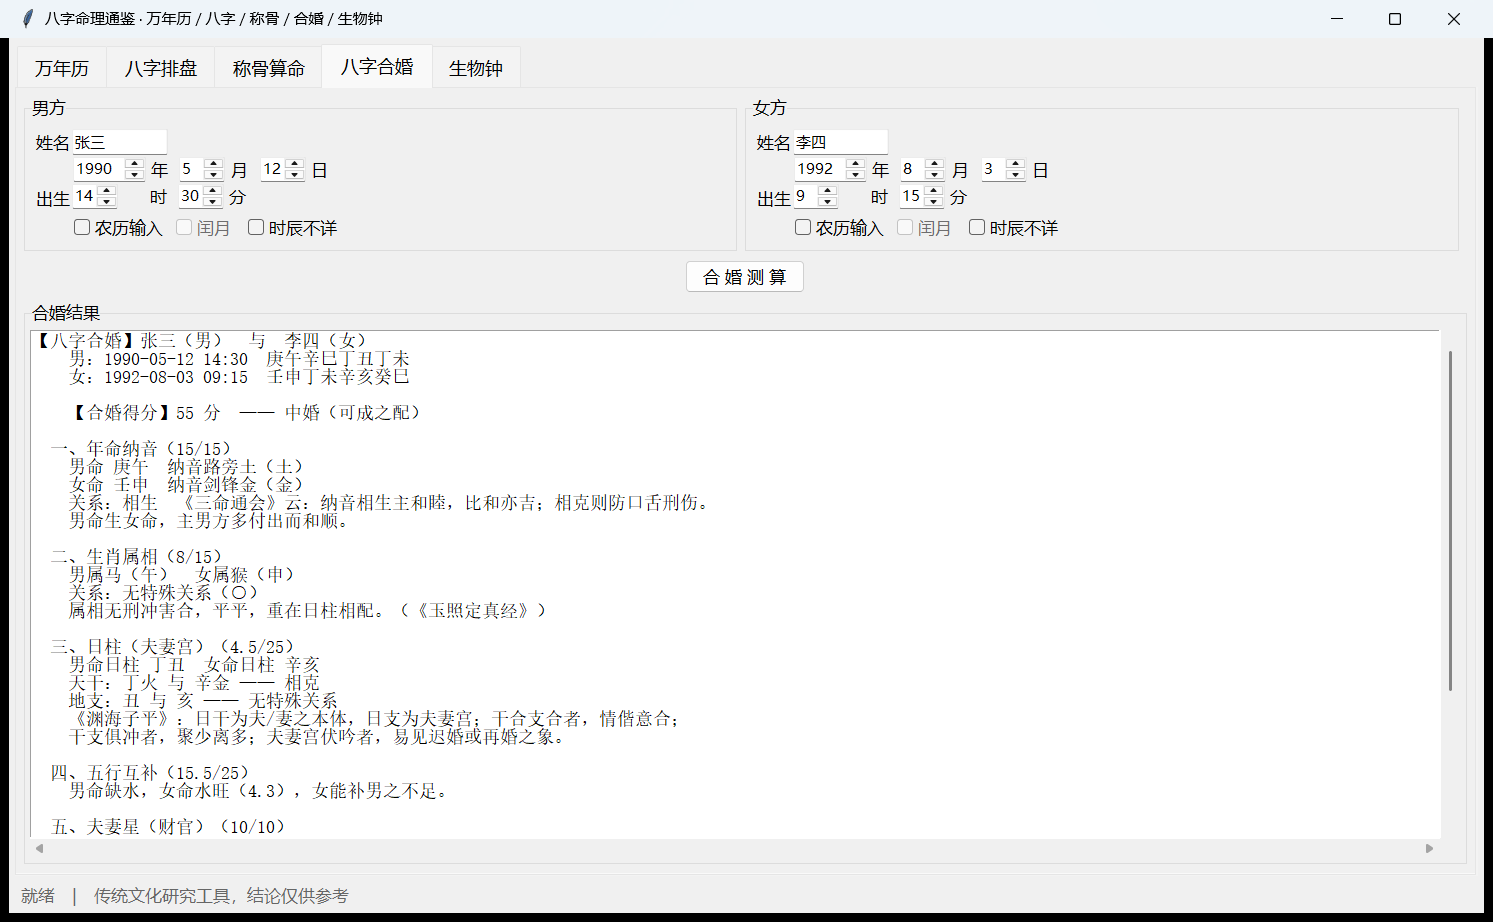 八字命理通鉴 · 万年历 / 八字 / 称骨 / 合婚 / 生物钟
万年历 八字排盘 称骨算命 八字合婚 生物钟
男方
姓名 张三
1990 年 5 月 12 日
出生 14 时 30 分
农历输入 闰月 时辰不详
女方
姓名 李四
1992 年 8 月 3 日
出生 9 时 15 分
农历输入 闰月 时辰不详
合 婚 测 算
合婚结果
【八字合婚】张三（男） 与 李四（女）
男：1990-05-12 14:30 庚午辛巳丁丑丁未
女：1992-08-03 09:15 壬申丁未辛亥癸巳
【合婚得分】55 分 —— 中婚（可成之配）
一、年命纳音（15/15）
男命 庚午 纳音路旁土（土）
女命 壬申 纳音剑锋金（金）
关系：相生 《三命通会》云：纳音相生主和睦，比和亦吉；相克则防口舌刑伤。
男命生女命，主男方多付出而和顺。
二、生肖属相（8/15）
男属马（午） 女属猴（申）
关系：无特殊关系（〇）
属相无刑冲害合，平平，重在日柱相配。（《玉照定真经》）
三、日柱（夫妻宫）（4.5/25）
男命日柱 丁丑 女命日柱 辛亥
天干：丁火 与 辛金 —— 相克
地支：丑 与 亥 —— 无特殊关系
《渊海子平》：日干为夫/妻之本体，日支为夫妻宫；干合支合者，情偕意合；
干支俱冲者，聚少离多；夫妻宫伏吟者，易见迟婚或再婚之象。
四、五行互补（15.5/25）
男命缺水，女命水旺（4.3），女能补男之不足。
五、夫妻星（财官）（10/10）
就绪 | 传统文化研究工具，结论仅供参考